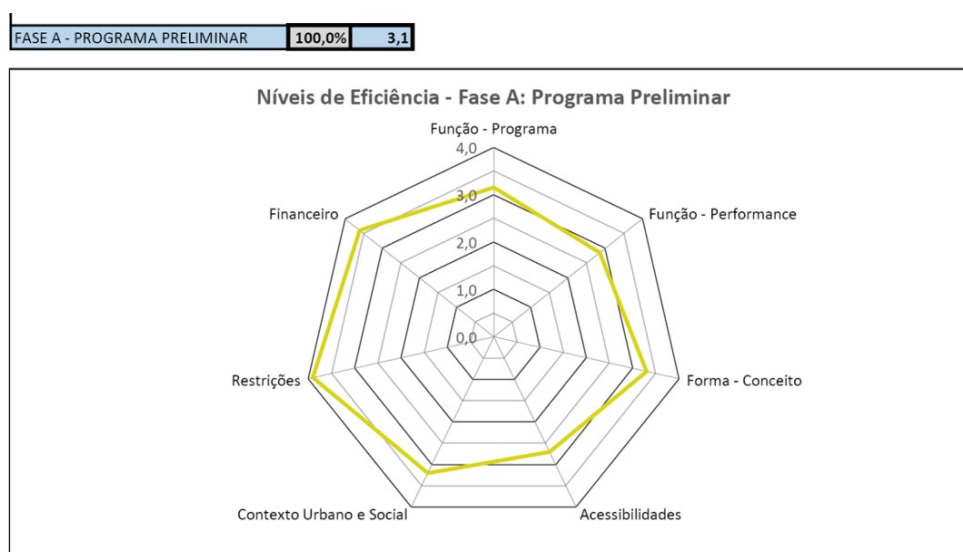 FASE A - PROGRAMA PRELIMINAR 100,0% 3,1
Níveis de Eficiência - Fase A: Programa Preliminar
Função - Programa
4,0
Financeiro
Função - Performance
3,0
2,0
1,0
0,0
Restrições
Forma - Conceito
Contexto Urbano e Social
Acessibilidades